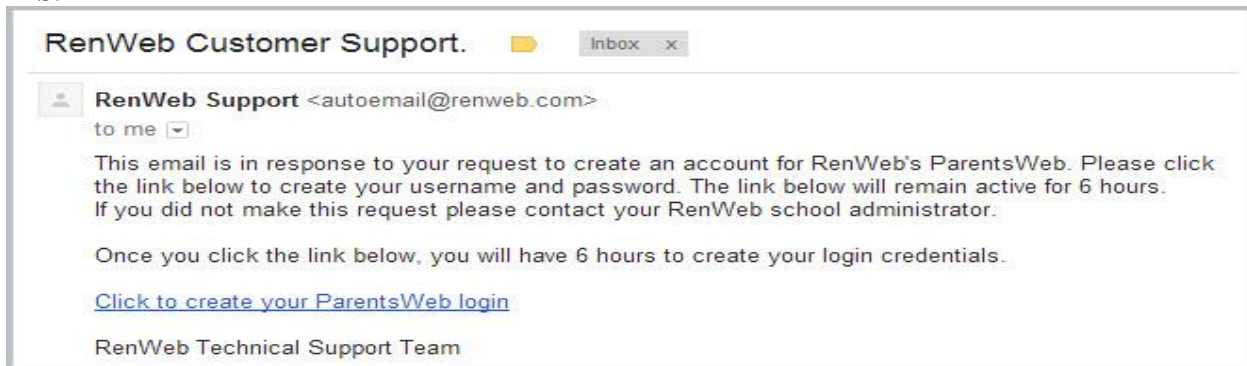 RenWeb Customer Support.
Inbox x
RenWeb Support <autoemail@renweb.com>
to me
This email is in response to your request to create an account for RenWeb's ParentsWeb. Please click
the link below to create your username and password. The link below will remain active for 6 hours.
If you did not make this request please contact your RenWeb school administrator.
Once you click the link below, you will have 6 hours to create your login credentials.
Click to create your ParentsWeb login
RenWeb Technical Support Team